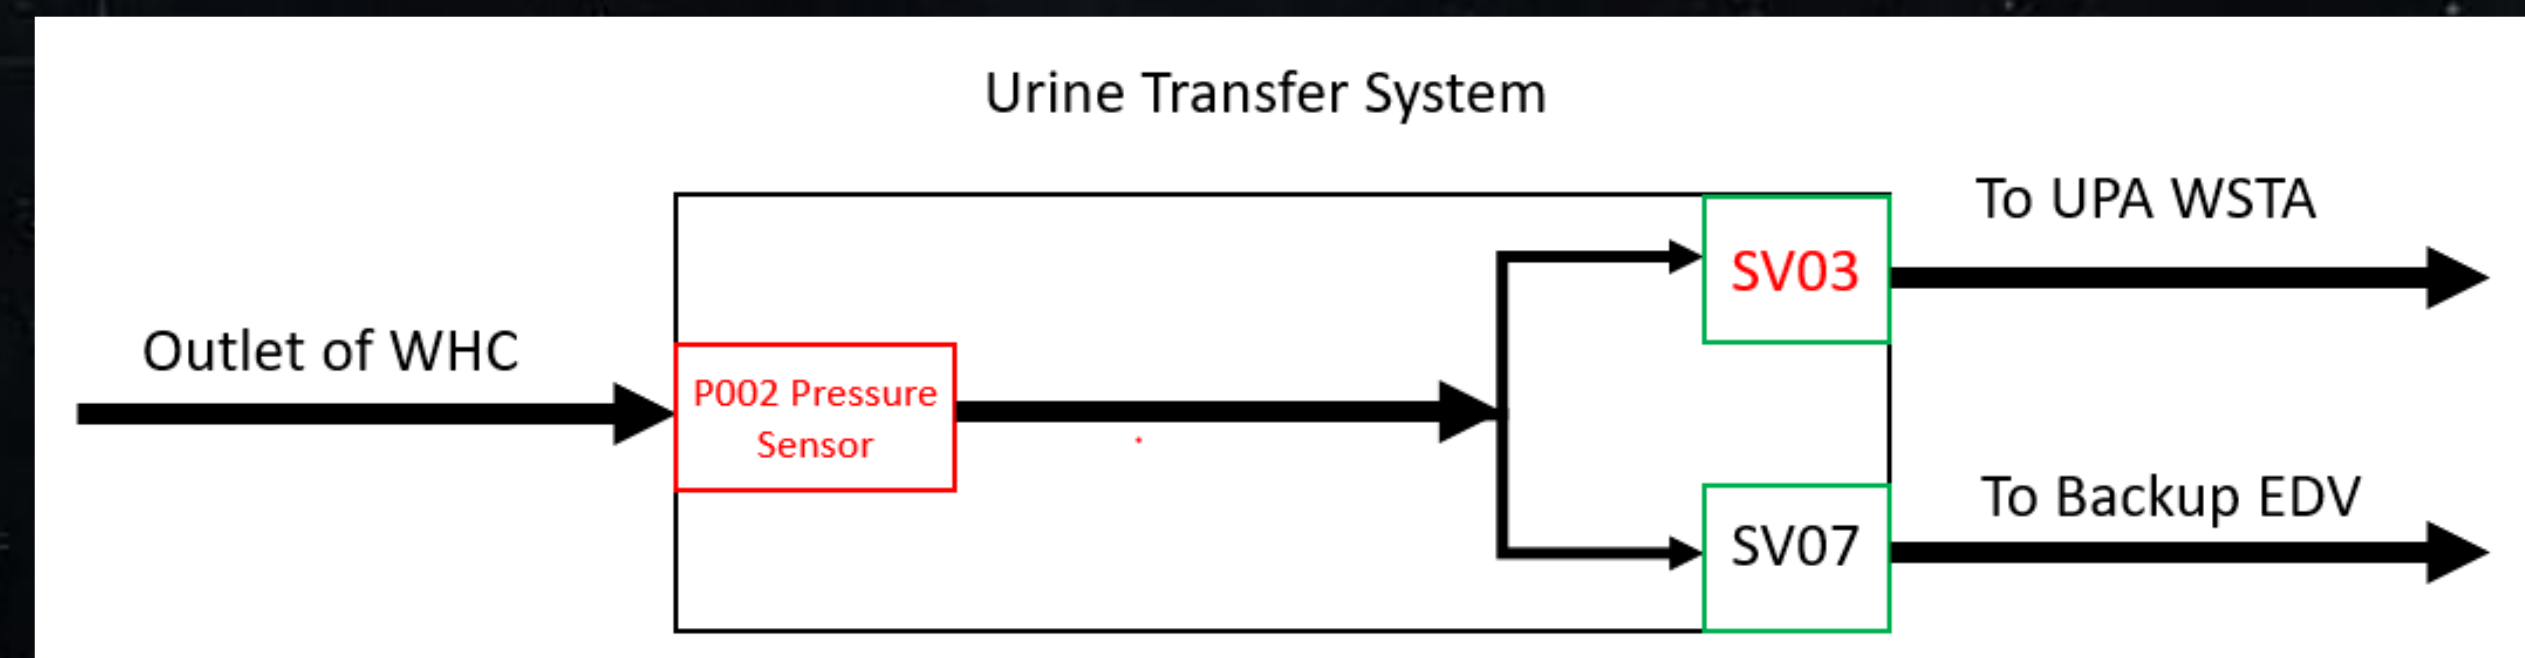 Urine Transfer System
To UPA WSTA
SV03
Outlet of WHC
P002 Pressure
Sensor
To Backup EDV
SV07